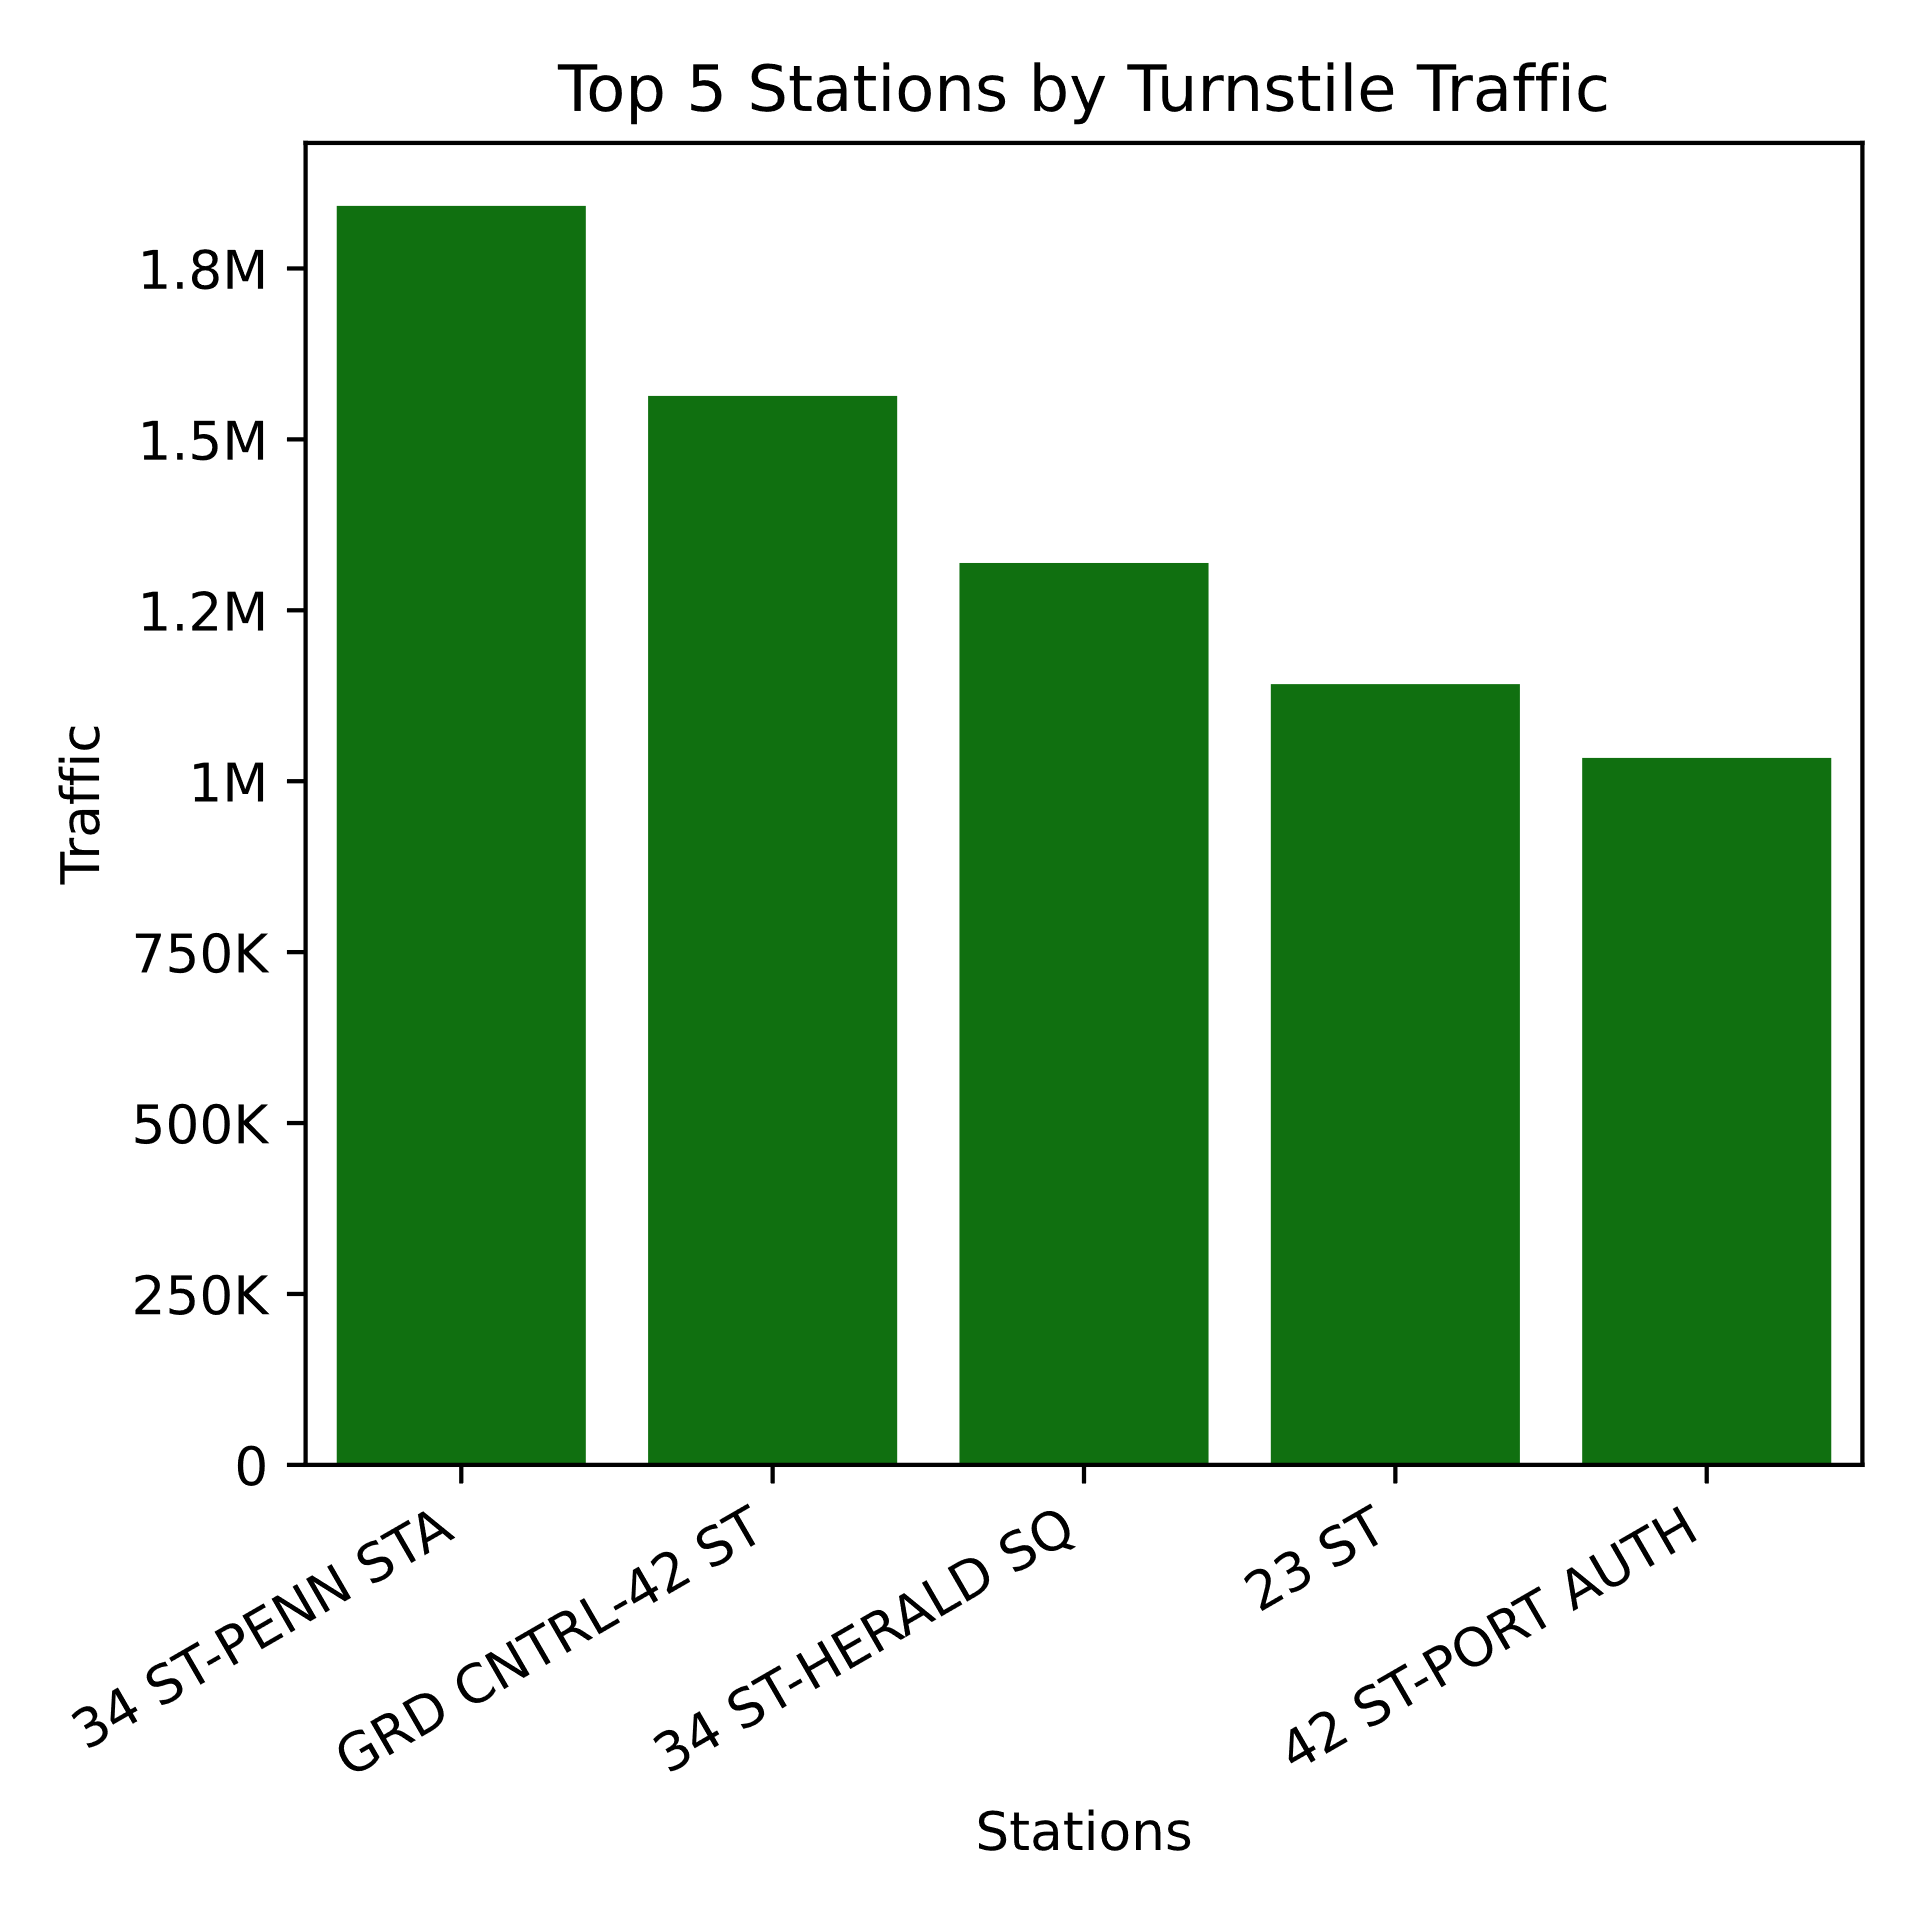 Top 5 Stations by Turnstile Traffic
Traffic
1.8M
1.5M
1.2M
1M
750K
500K
250K
0
34 ST-PENN STA
GRD CNTRL-42 ST
34 ST-HERALD SQ
23 ST
42 ST-PORT AUTH
Stations